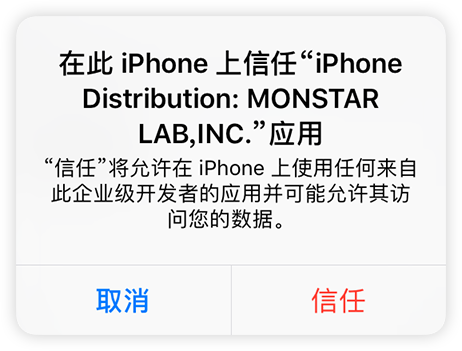 在此 iPhone 上信任“iPhone
Distribution: MONSTAR
LAB,INC.”应用
“信任”将允许在 iPhone 上使用任何来自
此企业级开发者的应用并可能允许其访
问您的数据。
取消
信任